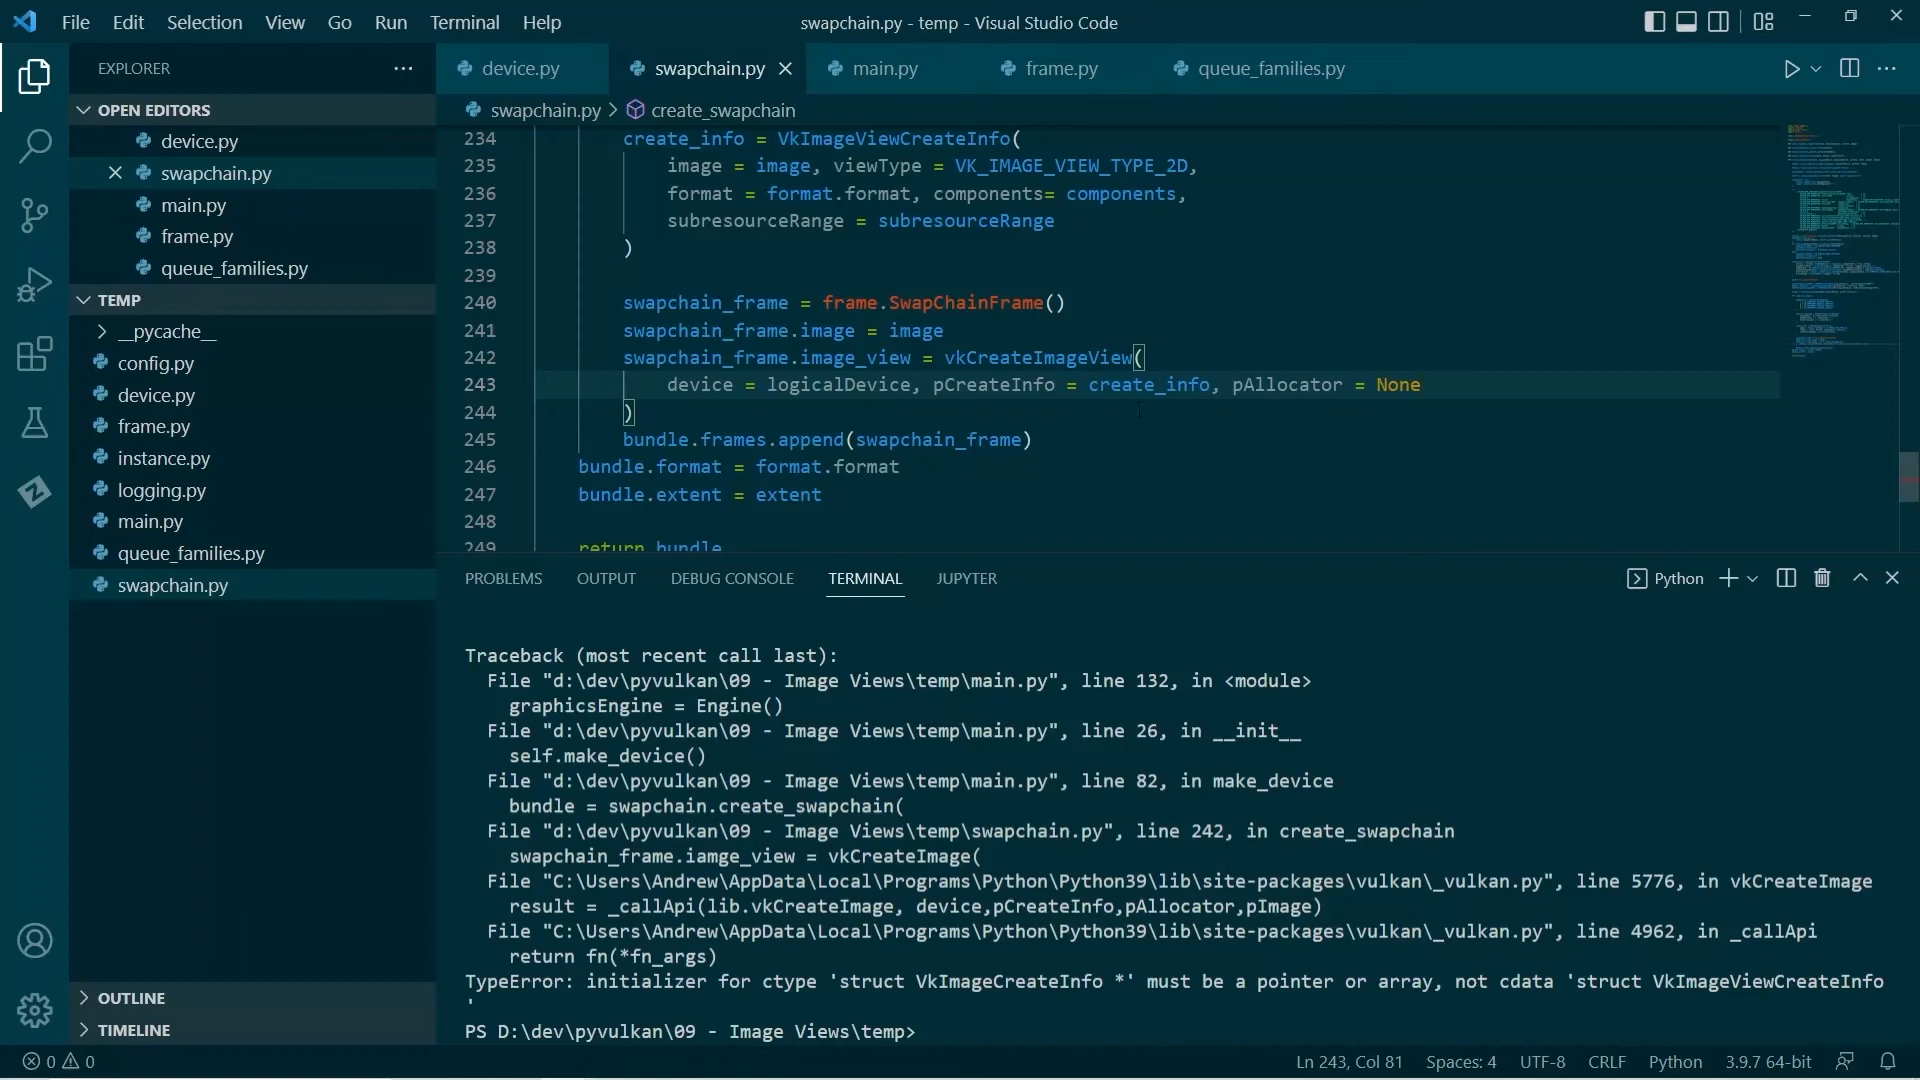 File Edit Selection View Go Run Terminal Help
swapchain.py - temp - Visual Studio Code
EXPLORER
OPEN EDITORS
device.py
swapchain.py
main.py
frame.py
queue_families.py
TEMP
__pycache__
config.py
device.py
frame.py
instance.py
logging.py
main.py
queue_families.py
swapchain.py
OUTLINE
TIMELINE
device.py swapchain.py main.py frame.py queue_families.py
swapchain.py > create_swapchain
234 create_info = VkImageViewCreateInfo(
235 image = image, viewType = VK_IMAGE_VIEW_TYPE_2D,
236 format = format.format, components= components,
237 subresourceRange = subresourceRange
238 )
239
240 swapchain_frame = frame.SwapChainFrame()
241 swapchain_frame.image = image
242 swapchain_frame.image_view = vkCreateImageView(
243 device = logicalDevice, pCreateInfo = create_info, pAllocator = None
244 )
245 bundle.frames.append(swapchain_frame)
246 bundle.format = format.format
247 bundle.extent = extent
248
249 return bundle
PROBLEMS OUTPUT DEBUG CONSOLE TERMINAL JUPYTER
Python
Traceback (most recent call last):
File "d:\dev\pyvulkan\09 - Image Views\temp\main.py", line 132, in <module>
graphicsEngine = Engine()
File "d:\dev\pyvulkan\09 - Image Views\temp\main.py", line 26, in __init__
self.make_device()
File "d:\dev\pyvulkan\09 - Image Views\temp\main.py", line 82, in make_device
bundle = swapchain.create_swapchain(
File "d:\dev\pyvulkan\09 - Image Views\temp\swapchain.py", line 242, in create_swapchain
swapchain_frame.iamge_view = vkCreateImage(
File "C:\Users\Andrew\AppData\Local\Programs\Python\Python39\lib\site-packages\vulkan\_vulkan.py", line 5776, in vkCreateImage
result = _callApi(lib.vkCreateImage, device,pCreateInfo,pAllocator,pImage)
File "C:\Users\Andrew\AppData\Local\Programs\Python\Python39\lib\site-packages\vulkan\_vulkan.py", line 4962, in _callApi
return fn(*fn_args)
TypeError: initializer for ctype 'struct VkImageCreateInfo *' must be a pointer or array, not cdata 'struct VkImageViewCreateInfo
'
PS D:\dev\pyvulkan\09 - Image Views\temp>
0 0
Ln 243, Col 81 Spaces: 4 UTF-8 CRLF Python 3.9.7 64-bit